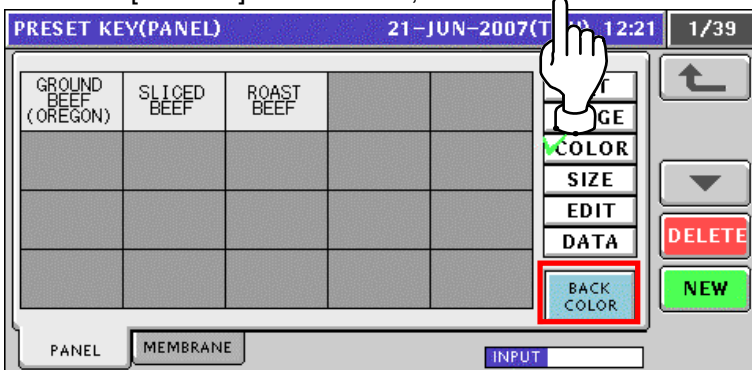 PRESET KEY(PANEL) 21-JUN-2007 12:21 1/39
GROUND
BEEF
(OREGON)
SLICED
BEEF
ROAST
BEEF
COLOR
SIZE
EDIT
DATA
BACK
COLOR
DELETE
NEW
PANEL
MEMBRANE
INPUT